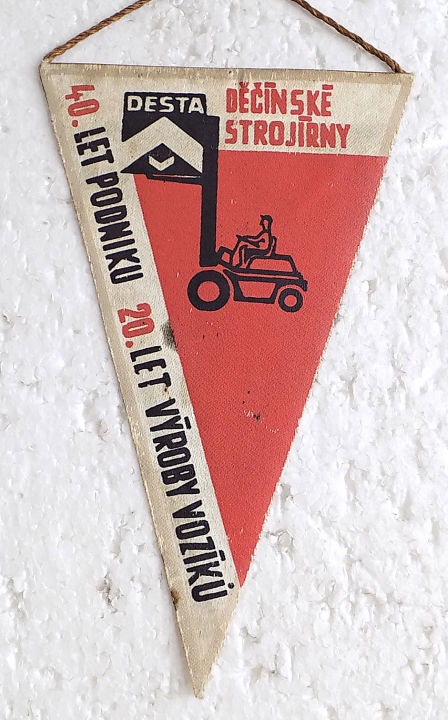 DESTA
DĚČÍNSKÉ
STROJÍRNY
40. LET PODNIKU
20. LET VÝROBY VOZÍKŮ